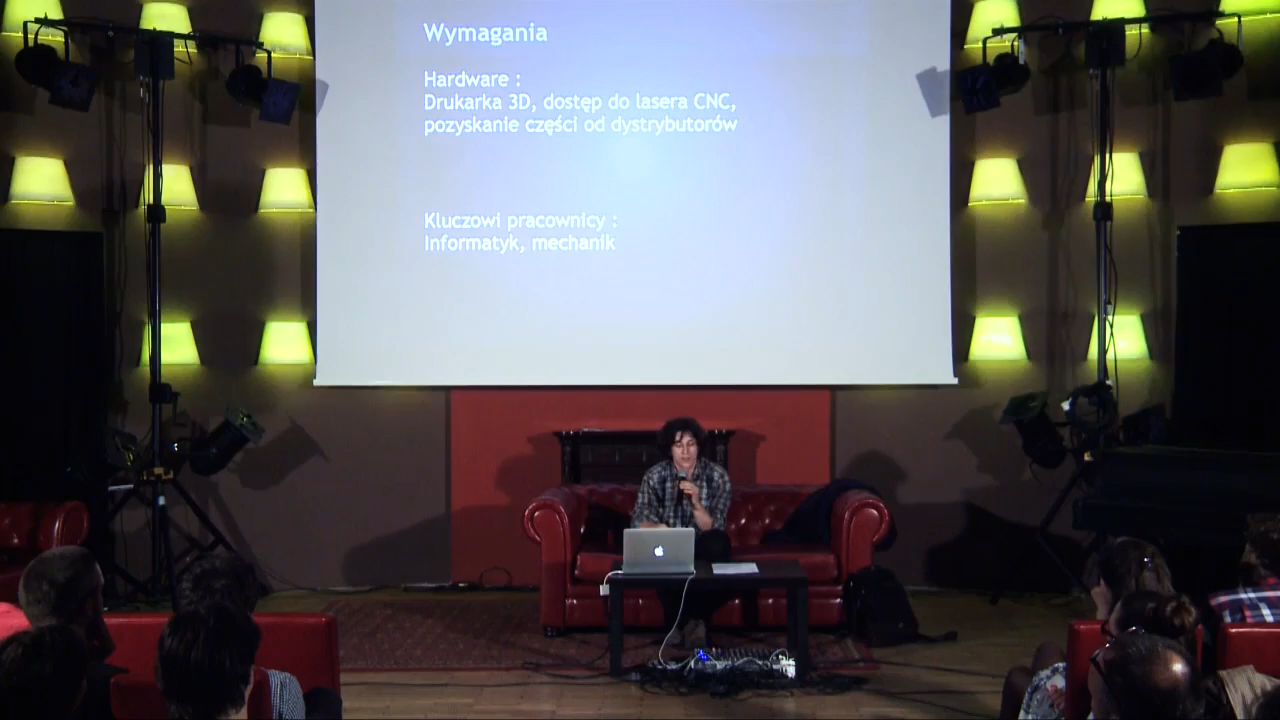 Wymagania
Hardware :
Drukarka 3D, dostęp do lasera CNC,
pozyskanie części od dystrybutorów
Kluczowi pracownicy :
Informatyk, mechanik